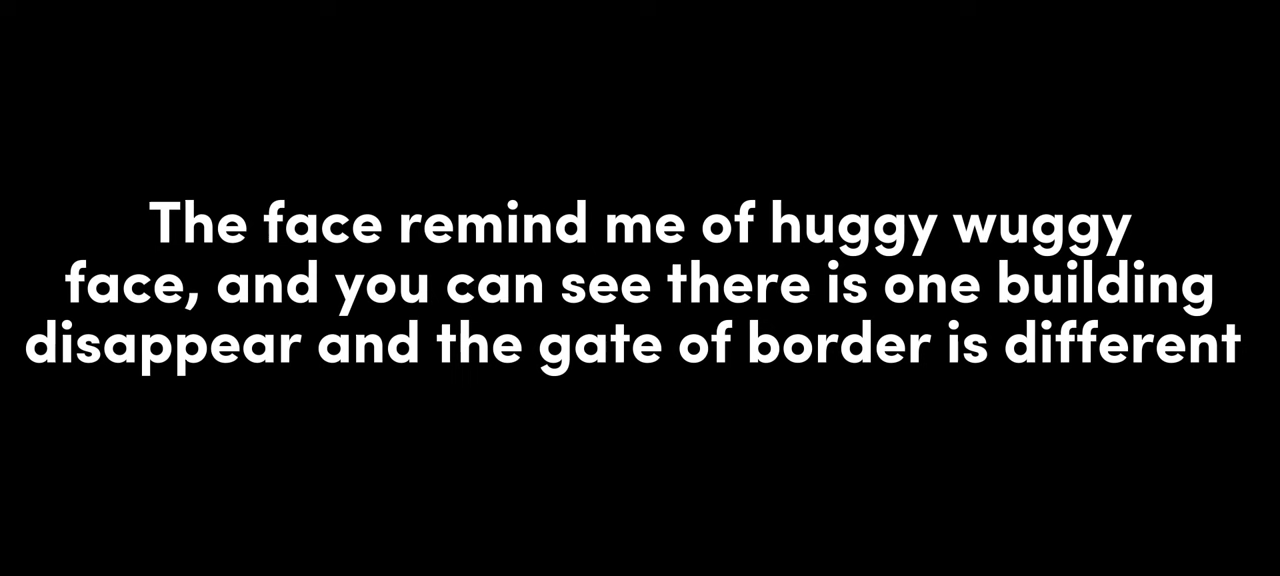 The face remind me of huggy wuggy
face, and you can see there is one building
disappear and the gate of border is different